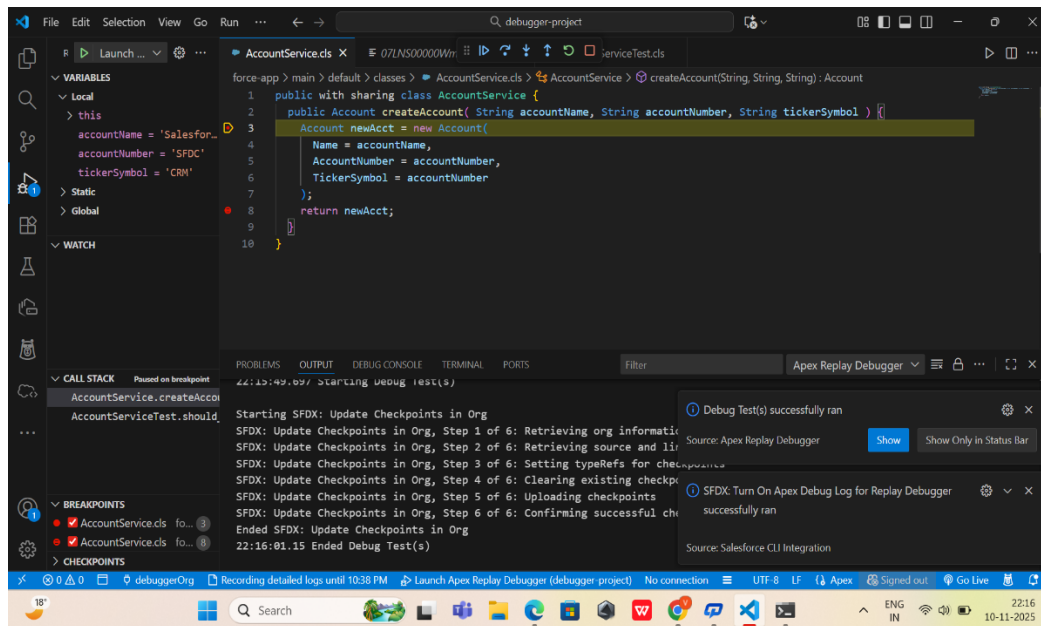 File Edit Selection View Go Run ··· debugger-project
R Launch ... ···
AccountService.cls 07LNS00000Wm erviceTest.cls ···
force-app > main > default > classes > AccountService.cls > AccountService > createAccount(String, String, String) : Account
VARIABLES
Local
this
accountName = 'Salesfor...
accountNumber = 'SFDC'
tickerSymbol = 'CRM'
Static
Global
WATCH
1 public with sharing class AccountService {
2 public Account createAccount( String accountName, String accountNumber, String tickerSymbol ) {
3 Account newAcct = new Account(
4 Name = accountName,
5 AccountNumber = accountNumber,
6 TickerSymbol = accountNumber
7 );
8 return newAcct;
9 }
10 }
CALL STACK Paused on breakpoint
AccountService.createAccou
AccountServiceTest.should_
BREAKPOINTS
AccountService.cls fo... 3
AccountService.cls fo... 8
CHECKPOINTS
1
1
PROBLEMS OUTPUT DEBUG CONSOLE TERMINAL PORTS Filter Apex Replay Debugger ···
22:15:49.697 Starting Debug Test(s)
Starting SFDX: Update Checkpoints in Org
SFDX: Update Checkpoints in Org, Step 1 of 6: Retrieving org informatio
SFDX: Update Checkpoints in Org, Step 2 of 6: Retrieving source and lin
SFDX: Update Checkpoints in Org, Step 3 of 6: Setting typeRefs for checkpoints
SFDX: Update Checkpoints in Org, Step 4 of 6: Clearing existing checkpo
SFDX: Update Checkpoints in Org, Step 5 of 6: Uploading checkpoints
SFDX: Update Checkpoints in Org, Step 6 of 6: Confirming successful che
Ended SFDX: Update Checkpoints in Org
22:16:01.15 Ended Debug Test(s)
Debug Test(s) successfully ran
Source: Apex Replay Debugger Show Show Only in Status Bar
SFDX: Turn On Apex Debug Log for Replay Debugger
successfully ran
Source: Salesforce CLI Integration
0 0 debuggerOrg Recording detailed logs until 10:38 PM Launch Apex Replay Debugger (debugger-project) No connection UTF-8 LF Apex Signed out Go Live
18° Search ENG
IN
22:16
10-11-2025